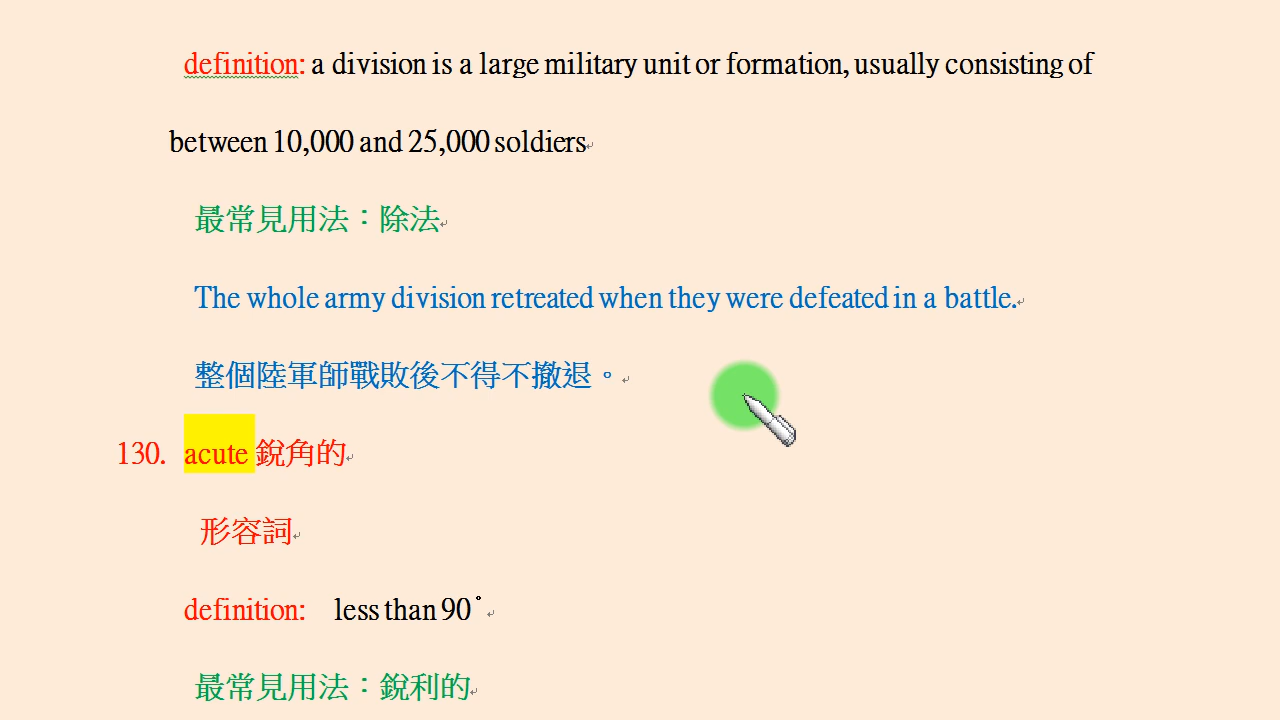 definition: a division is a large military unit or formation, usually consisting of
between 10,000 and 25,000 soldiers
最常見用法：除法
The whole army division retreated when they were defeated in a battle.
整個陸軍師戰敗後不得不撤退。
130. acute 銳角的
形容詞
definition: less than 90˚
最常見用法：銳利的